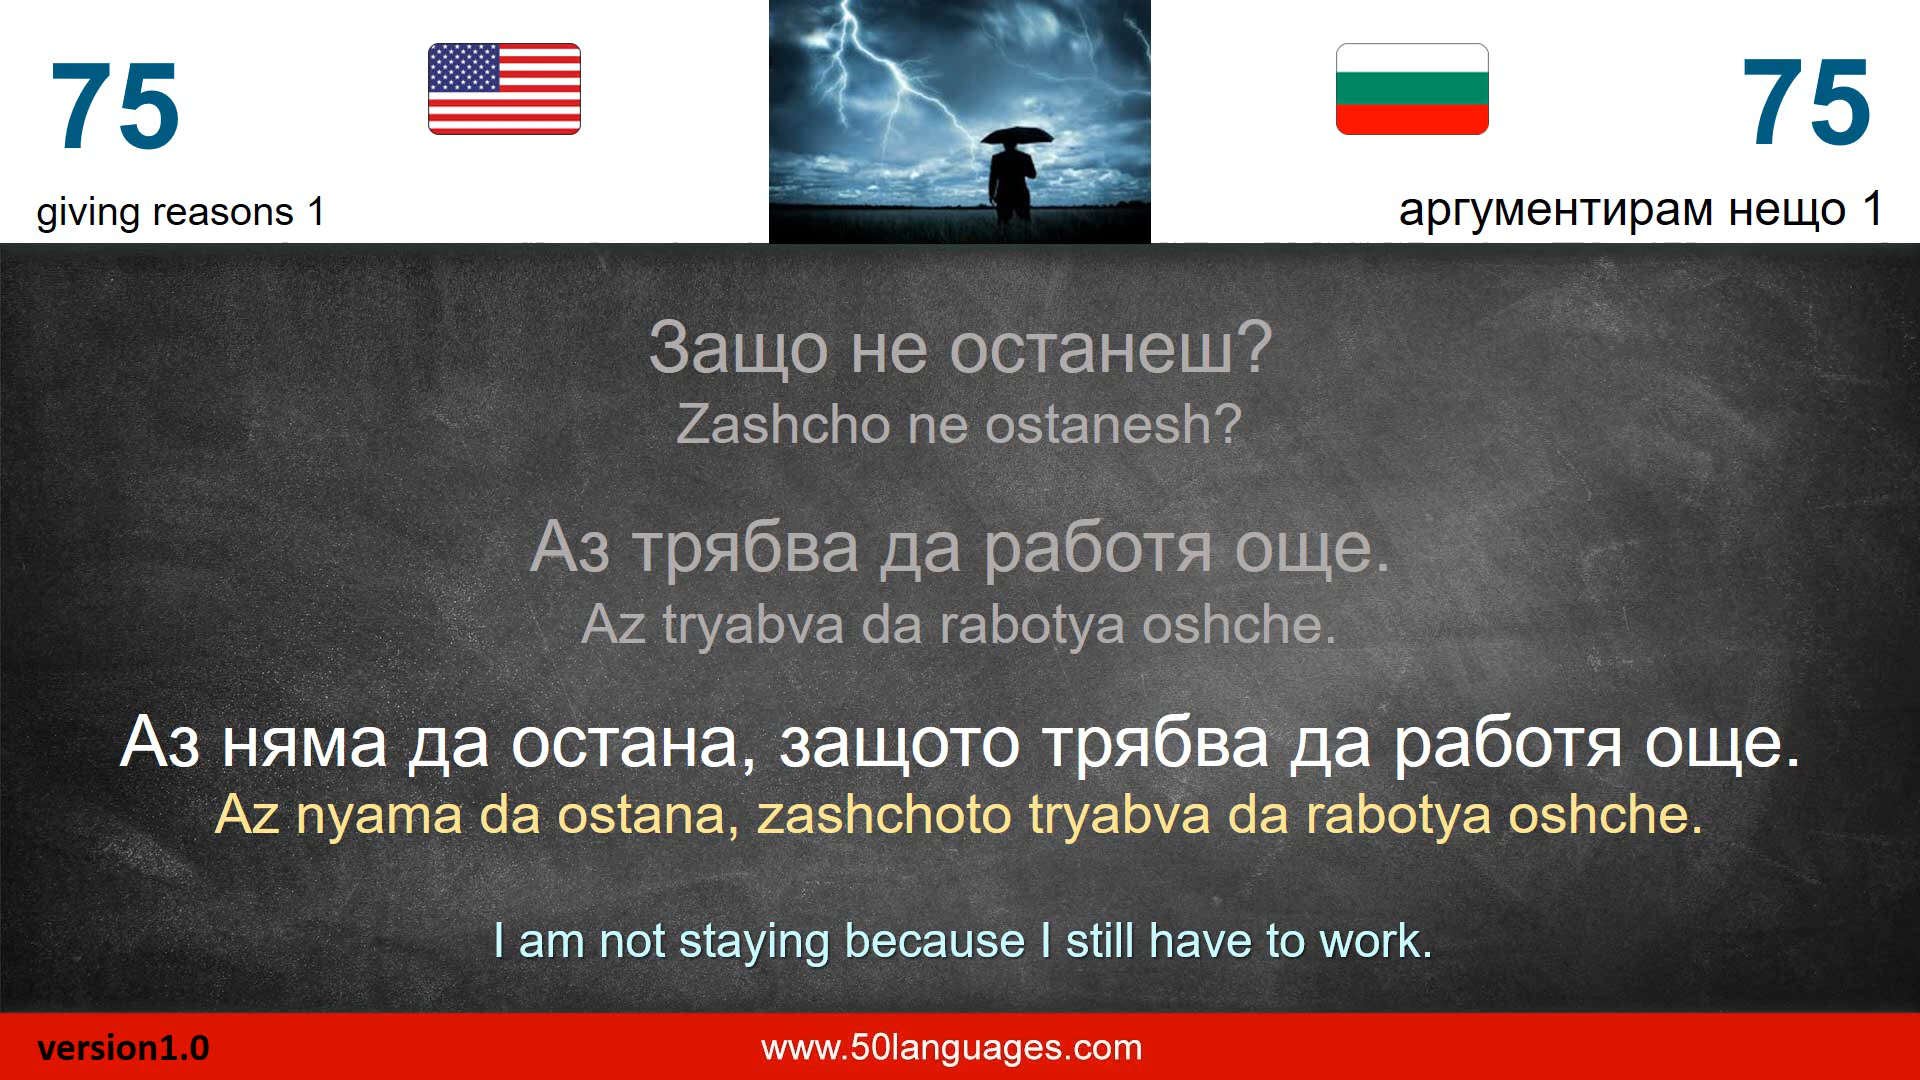 75
75
giving reasons 1
аргументирам нещо 1
Защо не останеш?
Zashcho ne ostanesh?
Аз трябва да работя още.
Az tryabva da rabotya oshche.
Аз няма да остана, защото трябва да работя още.
Az nyama da ostana, zashchoto tryabva da rabotya oshche.
I am not staying because I still have to work.
version1.0
www.50languages.com